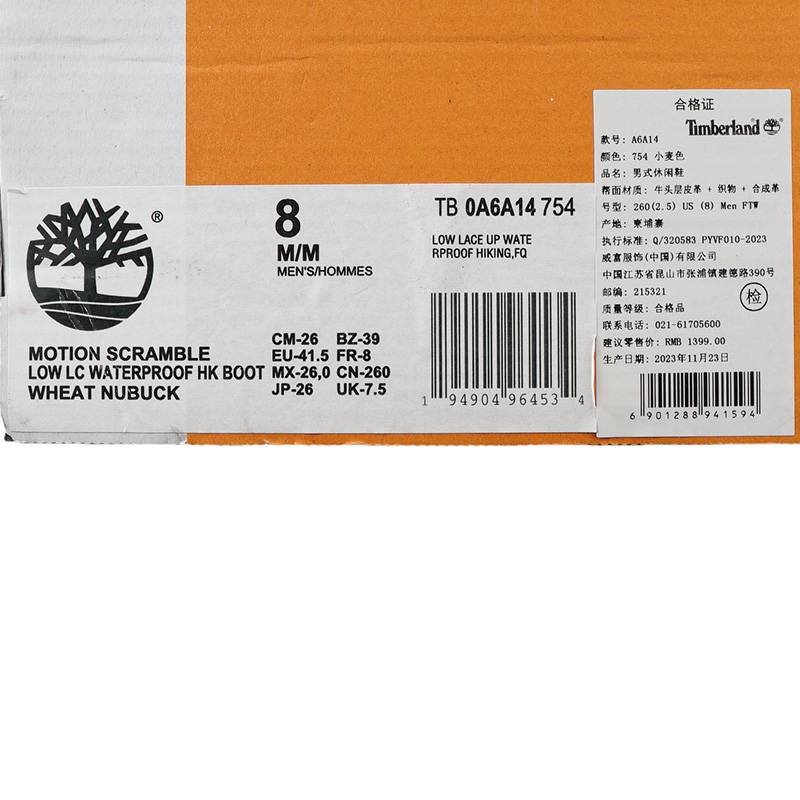 ®
8
M/M
MEN'S/HOMMES
MOTION SCRAMBLE
LOW LC WATERPROOF HK BOOT
WHEAT NUBUCK
CM-26 BZ-39
EU-41.5 FR-8
MX-26,0 CN-260
JP-26 UK-7.5
TB 0A6A14 754
LOW LACE UP WATE
RPROOF HIKING,FQ
1 94904 96453 4
合格证
Timberland
款号: A6A14
颜色: 754 小麦色
品名: 男式休闲鞋
帮面材质: 牛头层皮革 + 织物 + 合成革
号型: 260(2.5) US (8) Men FTW
产地: 柬埔寨
执行标准: Q/320583 PYVF010-2023
威富服饰(中国)有限公司
中国江苏省昆山市张浦镇建德路390号
邮编: 215321
检
质量等级: 合格品
联系电话: 021-61705600
建议零售价: RMB 1399.00
生产日期: 2023年11月23日
6 901288 941594